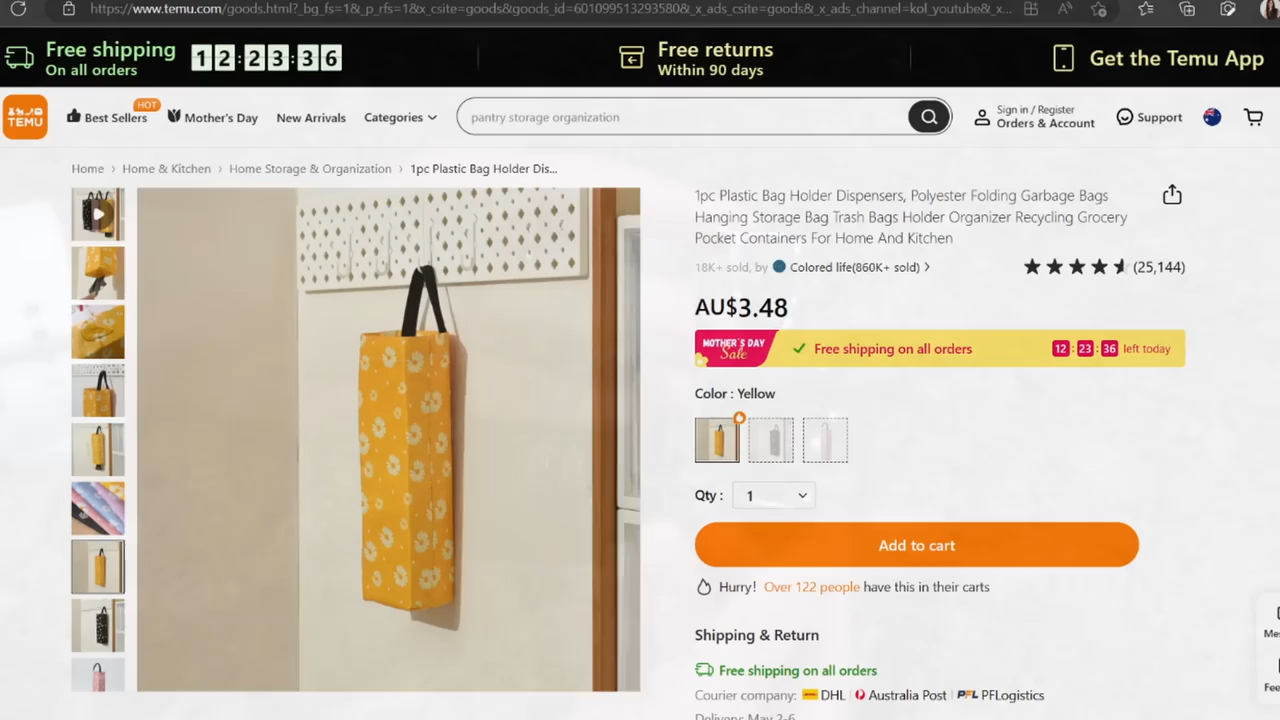 https://www.temu.com/goods.html?_bg_fs=1&_p_rfs=1&x_csite=goods&goods_id=601099513293580&_x_ads_csite=goods&_x_ads_channel=kol_youtube&_x...
Free shipping
On all orders
12:23:36
Free returns
Within 90 days
Get the Temu App
TEMU
Best Sellers
HOT
Mother's Day
New Arrivals
Categories
pantry storage organization
Sign in / Register
Orders & Account
Support
Home › Home & Kitchen › Home Storage & Organization › 1pc Plastic Bag Holder Dis...
1pc Plastic Bag Holder Dispensers, Polyester Folding Garbage Bags
Hanging Storage Bag Trash Bags Holder Organizer Recycling Grocery
Pocket Containers For Home And Kitchen
18K+ sold, by Colored life(860K+ sold)
(25,144)
AU$3.48
MOTHER'S DAY
Sale
Free shipping on all orders
12:23:36 left today
Color : Yellow
Qty : 1
Add to cart
Hurry! Over 122 people have this in their carts
Shipping & Return
Free shipping on all orders
Courier company: DHL Australia Post PFL PFLogistics
Delivery: May 2-6